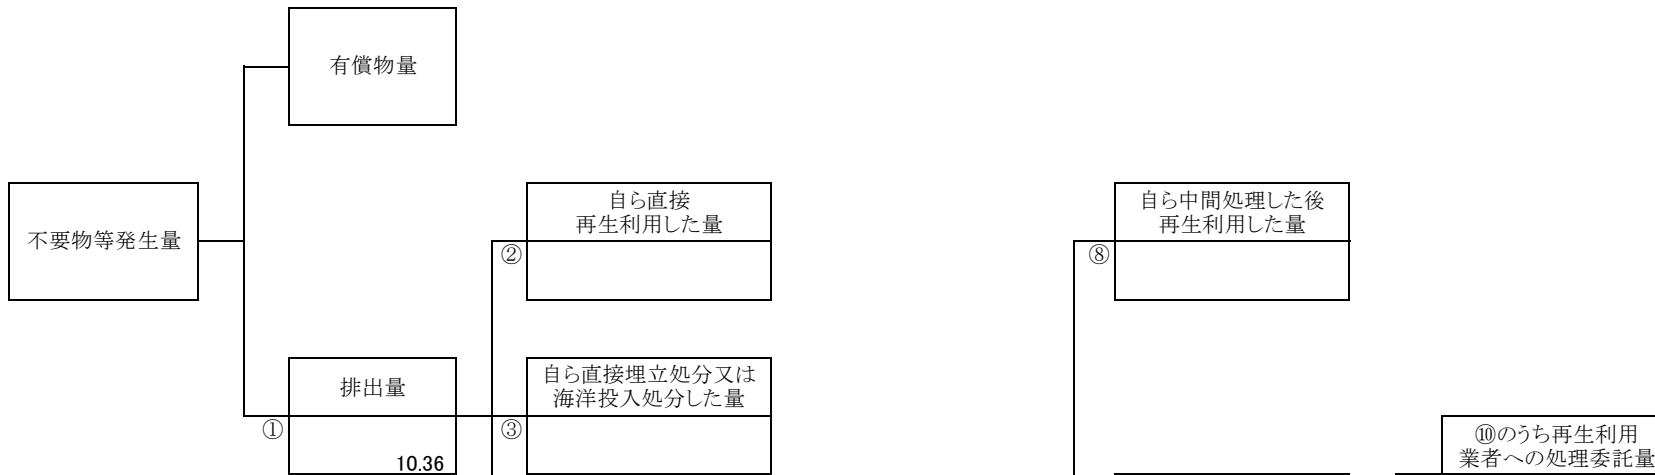 有償物量
不要物等発生量
自ら直接
再生利用した量
②
自ら中間処理した後
再生利用した量
⑧
排出量
①
10.36
自ら直接埋立処分又は
海洋投入処分した量
③
⑩のうち再生利用
業者への処理委託量